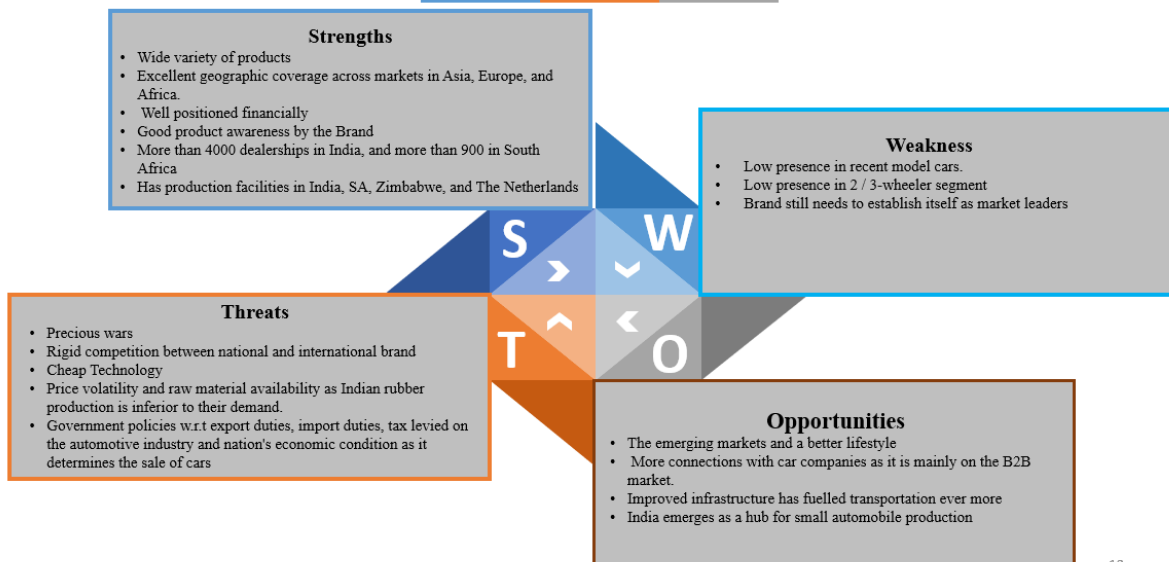 Strengths
• Wide variety of products
• Excellent geographic coverage across markets in Asia, Europe, and
Africa.
• Well positioned financially
• Good product awareness by the Brand
• More than 4000 dealerships in India, and more than 900 in South
Africa
• Has production facilities in India, SA, Zimbabwe, and The Netherlands
Weakness
• Low presence in recent model cars.
• Low presence in 2 / 3-wheeler segment
• Brand still needs to establish itself as market leaders
S
W
T
O
Threats
• Precious wars
• Rigid competition between national and international brand
• Cheap Technology
• Price volatility and raw material availability as Indian rubber
production is inferior to their demand.
• Government policies w.r.t export duties, import duties, tax levied on
the automotive industry and nation's economic condition as it
determines the sale of cars
Opportunities
• The emerging markets and a better lifestyle
• More connections with car companies as it is mainly on the B2B
market.
• Improved infrastructure has fuelled transportation ever more
• India emerges as a hub for small automobile production